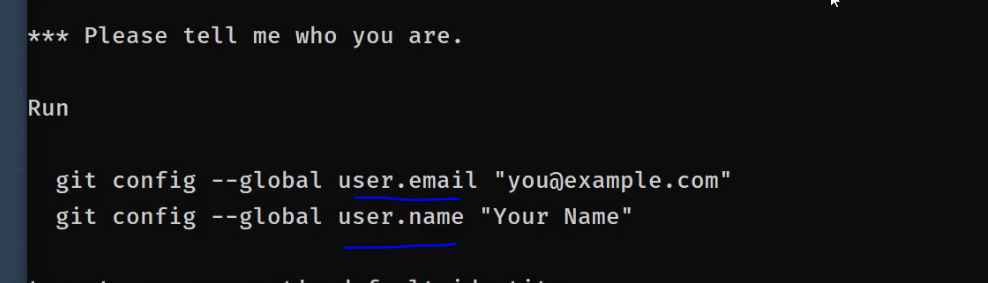 *** Please tell me who you are.
Run
git config --global user.email "you@example.com"
git config --global user.name "Your Name"